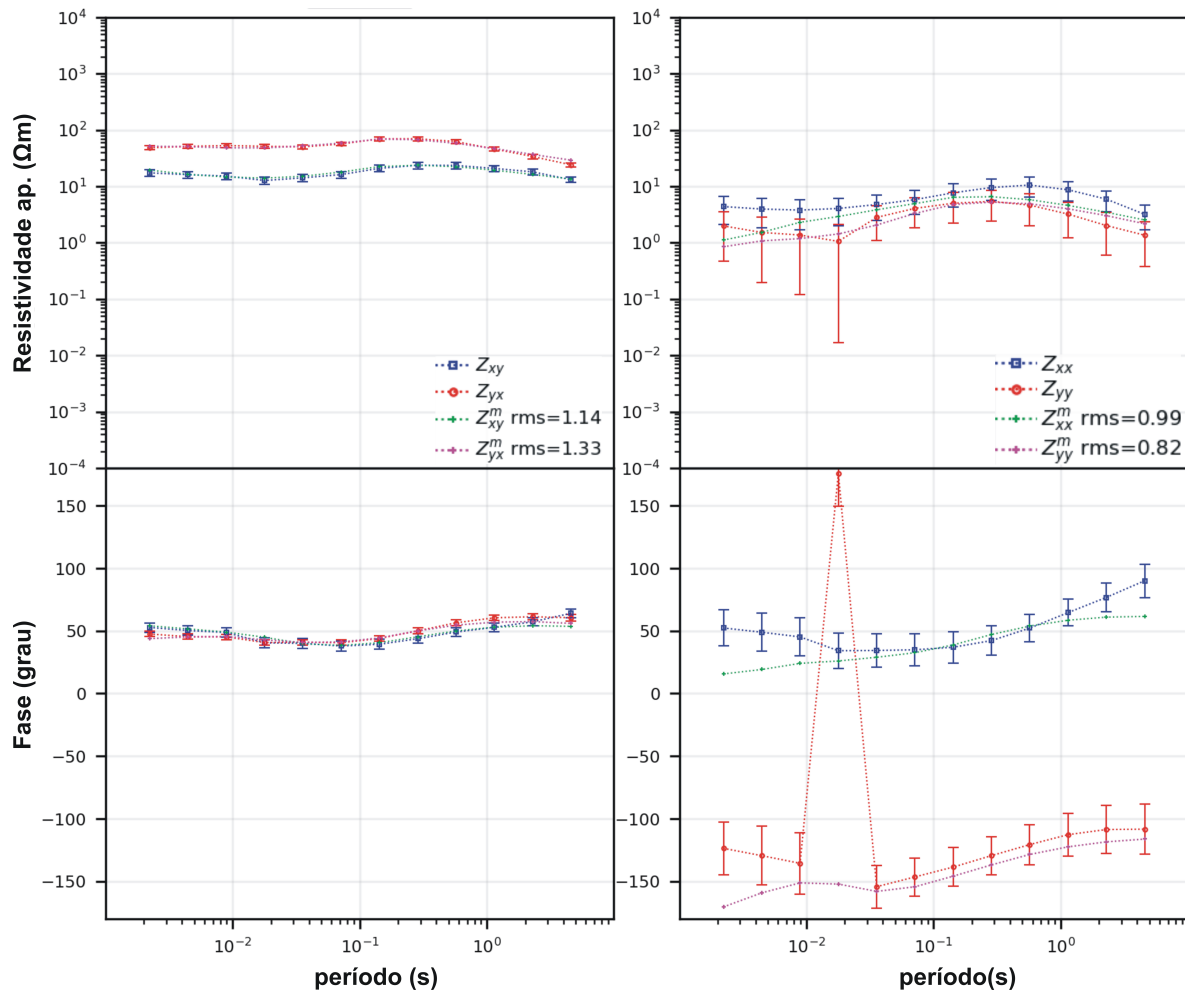 10^4
10^3
10^2
10^1
10^0
10^-1
10^-2
10^-3
10^-4
Resistividade ap. (Ωm)
Z_xy
Z_yx
Z^m_xy rms=1.14
Z^m_yx rms=1.33
10^4
10^3
10^2
10^1
10^0
10^-1
10^-2
10^-3
10^-4
Z_xx
Z_yy
Z^m_xx rms=0.99
Z^m_yy rms=0.82
150
100
50
0
−50
−100
−150
Fase (grau)
10^-2 10^-1 10^0
período (s)
150
100
50
0
−50
−100
−150
10^-2 10^-1 10^0
período(s)